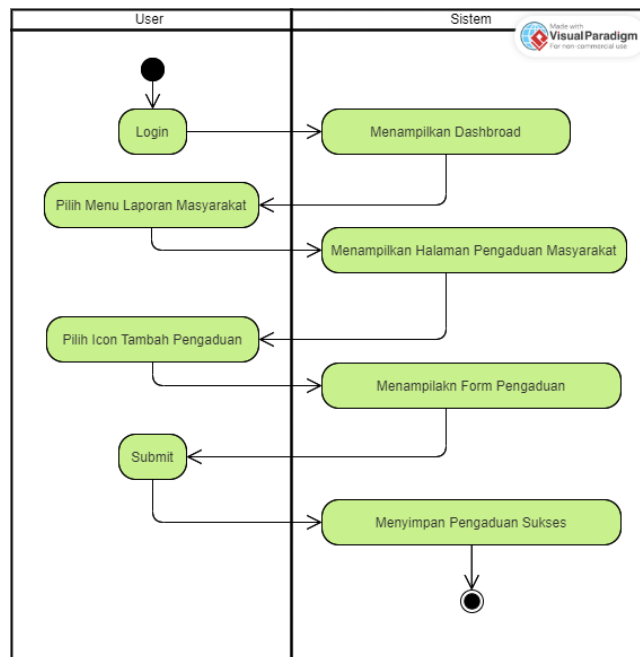 User
Sistem
Made with
Visual Paradigm
For non-commercial use
Login
Menampilkan Dashbroad
Pilih Menu Laporan Masyarakat
Menampilkan Halaman Pengaduan Masyarakat
Pilih Icon Tambah Pengaduan
Menampilakn Form Pengaduan
Submit
Menyimpan Pengaduan Sukses